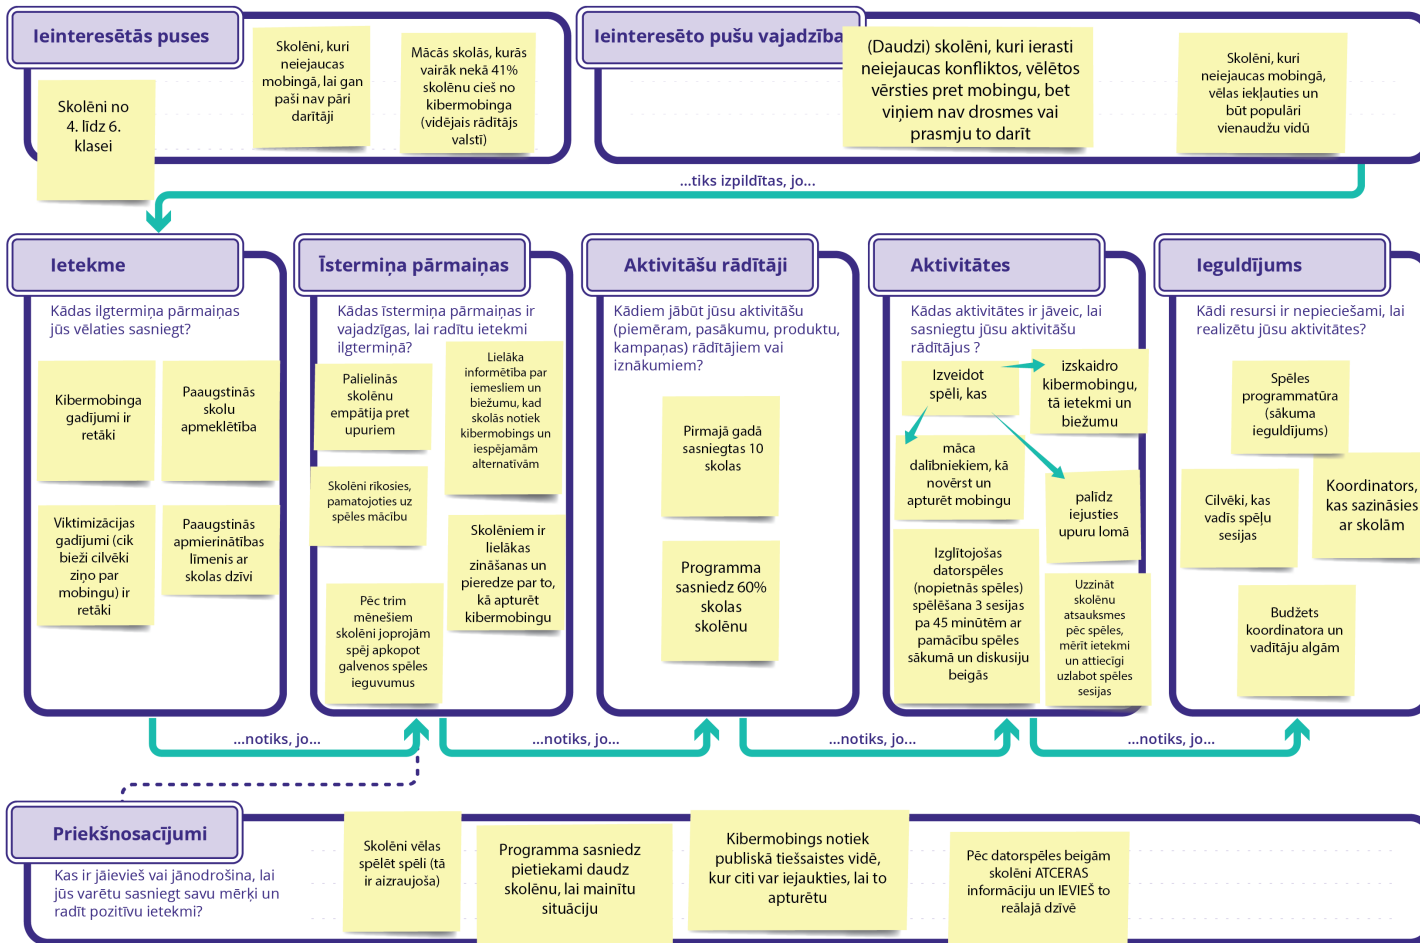 Ieinteresētās puses
Skolēni no
4. līdz 6.
klasei
Skolēni, kuri
neiejaucas
mobingā, lai gan
paši nav pāri
darītāji
Mācās skolās, kurās
vairāk nekā 41%
skolēnu cieš no
kibermobinga
(vidējais rādītājs
valstī)
Ieinteresēto pušu vajadzība
(Daudzi) skolēni, kuri ierasti
neiejaucas konfliktos, vēlētos
vērsties pret mobingu, bet
viņiem nav drosmes vai
prasmju to darīt
Skolēni, kuri
neiejaucas mobingā,
vēlas iekļauties un
būt populāri
vienaudžu vidū
...tiks izpildītas, jo...
Ietekme
Kādas ilgtermiņa pārmaiņas
jūs vēlaties sasniegt?
Kibermobinga
gadījumi ir
retāki
Paaugstinās
skolu
apmeklētība
Viktimizācijas
gadījumi (cik
bieži cilvēki
ziņo par
mobingu) ir
retāki
Paaugstinās
apmierinātības
līmenis ar
skolas dzīvi
Īstermiņa pārmaiņas
Kādas īstermiņa pārmaiņas ir
vajadzīgas, lai radītu ietekmi
ilgtermiņā?
Palielinās
skolēnu
empātija pret
upuriem
Lielāka
informētība par
iemesliem un
biežumu, kad
skolās notiek
kibermobings un
iespējamām
alternatīvām
Skolēni rīkosies,
pamatojoties uz
spēles mācību
Skolēniem ir
lielākas
zināšanas un
pieredze par to,
kā apturēt
kibermobingu
Pēc trim
mēnešiem
skolēni joprojām
spēj apkopot
galvenos spēles
ieguvumus
Aktivitāšu rādītāji
Kādiem jābūt jūsu aktivitāšu
(piemēram, pasākumu, produktu,
kampaņas) rādītājiem vai
iznākumiem?
Pirmajā gadā
sasniegtas 10
skolas
Programma
sasniedz 60%
skolas
skolēnu
Aktivitātes
Kādas aktivitātes ir jāveic, lai
sasniegtu jūsu aktivitāšu
rādītājus ?
Izveidot
spēli, kas
izskaidro
kibermobingu,
tā ietekmi un
biežumu
māca
dalībniekiem, kā
novērst un
apturēt mobingu
palīdz
iejusties
upuru lomā
Izglītojošas
datorspēles
(nopietnās spēles)
spēlēšana 3 sesijas
pa 45 minūtēm ar
pamācību spēles
sākumā un diskusiju
beigās
Uzzināt
skolēnu
atsauksmes
pēc spēles,
mērīt ietekmi
un attiecīgi
uzlabot spēles
sesijas
Ieguldījums
Kādi resursi ir nepieciešami, lai
realizētu jūsu aktivitātes?
Spēles
programmatūra
(sākuma
ieguldījums)
Cilvēki, kas
vadīs spēļu
sesijas
Koordinators,
kas sazināsies
ar skolām
Budžets
koordinatora un
vadītāju algām
...notiks, jo...
...notiks, jo...
...notiks, jo...
...notiks, jo...
Priekšnosacījumi
Kas ir jāievieš vai jānodrošina, lai
jūs varētu sasniegt savu mērķi un
radīt pozitīvu ietekmi?
Skolēni vēlas
spēlēt spēli (tā
ir aizraujoša)
Programma sasniedz
pietiekami daudz
skolēnu, lai mainītu
situāciju
Kibermobings notiek
publiskā tiešsaistes vidē,
kur citi var iejaukties, lai to
apturētu
Pēc datorspēles beigām
skolēni ATCERAS
informāciju un IEVIEŠ to
reālajā dzīvē